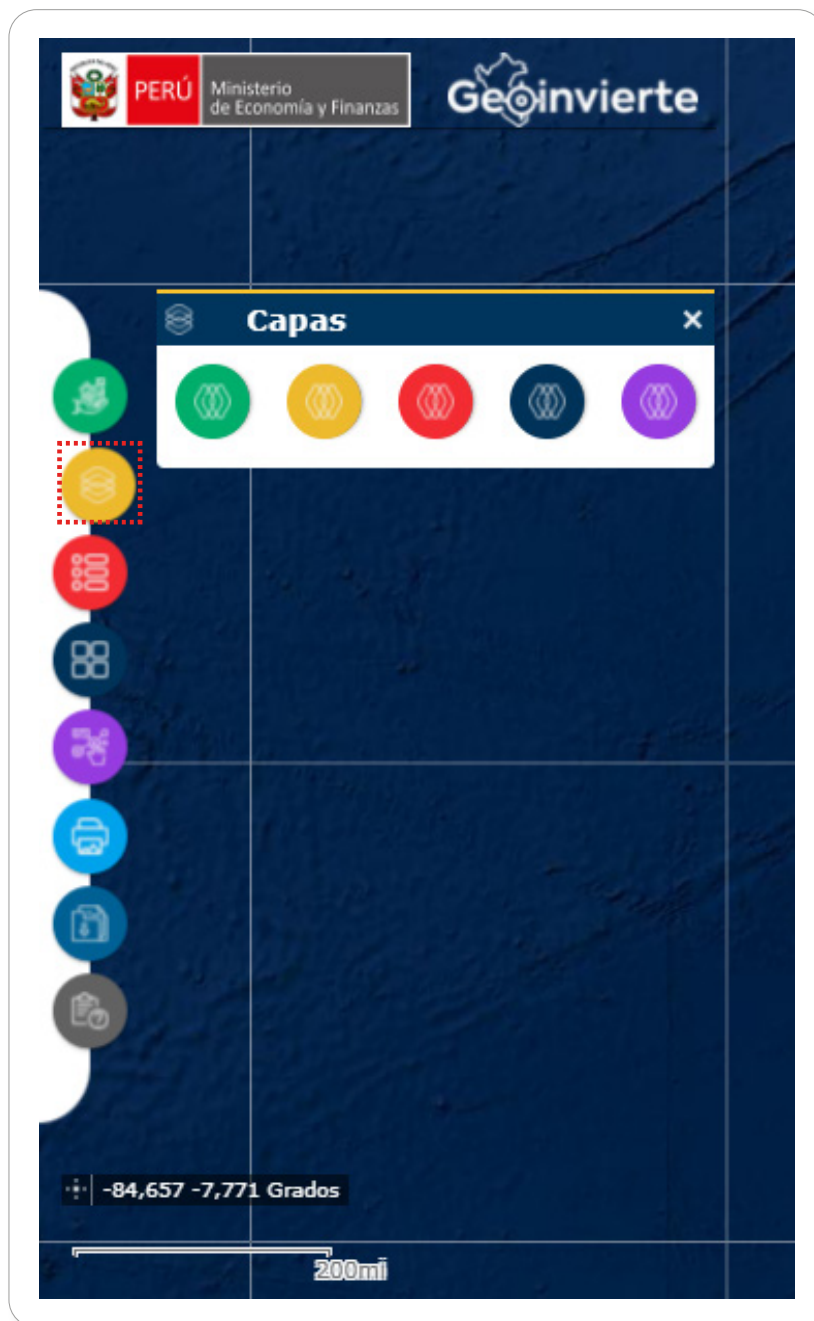 PERÚ
Ministerio
de Economía y Finanzas
Geoinvierte
Capas
-84,657 -7,771 Grados
200mi